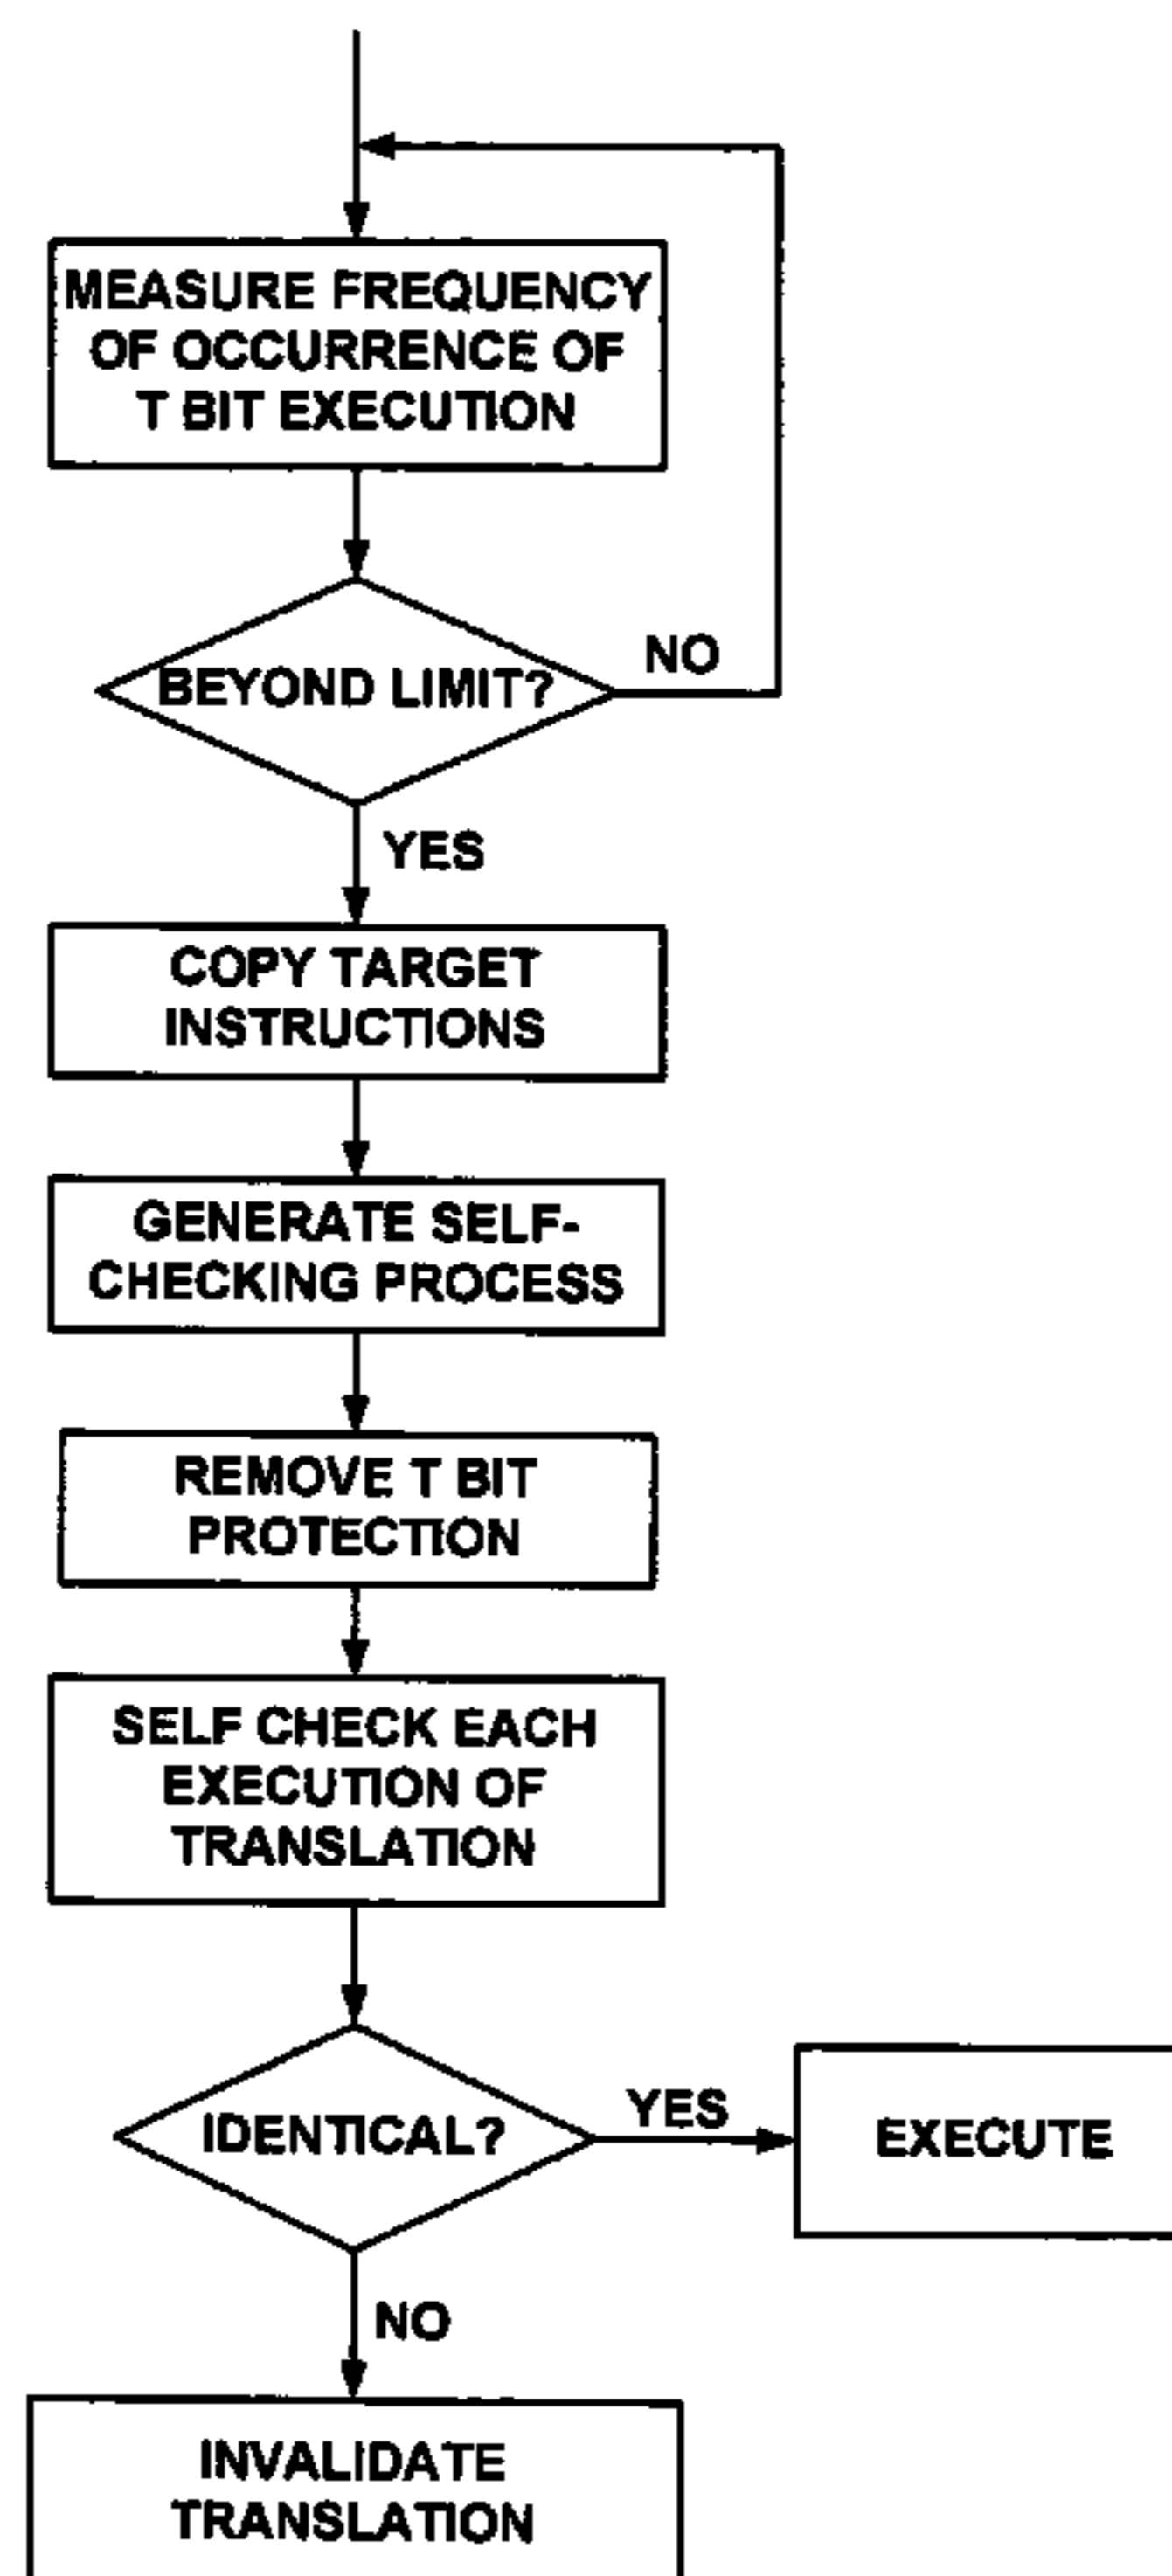 MEASURE FREQUENCY
OF OCCURRENCE OF
T BIT EXECUTION
BEYOND LIMIT?
NO
YES
COPY TARGET
INSTRUCTIONS
GENERATE SELF-
CHECKING PROCESS
REMOVE T BIT
PROTECTION
SELF CHECK EACH
EXECUTION OF
TRANSLATION
IDENTICAL?
YES
EXECUTE
NO
INVALIDATE
TRANSLATION